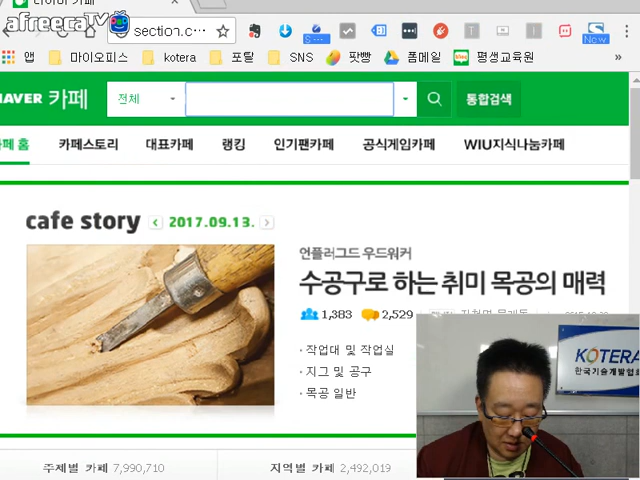 네이버 카페
afreecaTV
section.c...
New
앱 마이오피스 kotera 포탈 SNS 팟빵 폼메일 평생교육원 »
NAVER 카페 전체 통합검색
카페 홈 카페스토리 대표카페 랭킹 인기팬카페 공식게임카페 WIU지식나눔카페
cafe story 2017.09.13.
언플러그드 우드워커
수공구로 하는 취미 목공의 매력
1,383 2,529
· 작업대 및 작업실
· 지그 및 공구
· 목공 일반
KOTERA
한국기술개발협회
주제별 카페 7,990,710 지역별 카페 2,492,019